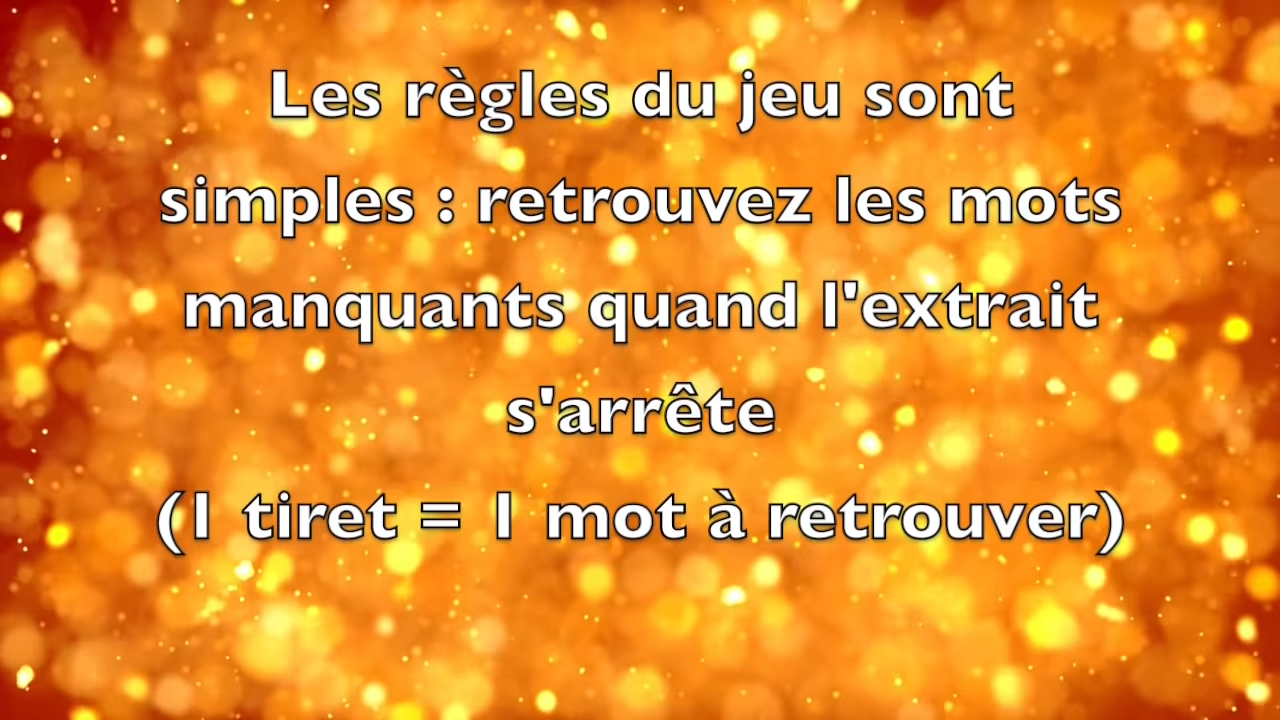 Les règles du jeu sont
simples : retrouvez les mots
manquants quand l'extrait
s'arrête
(1 tiret = 1 mot à retrouver)